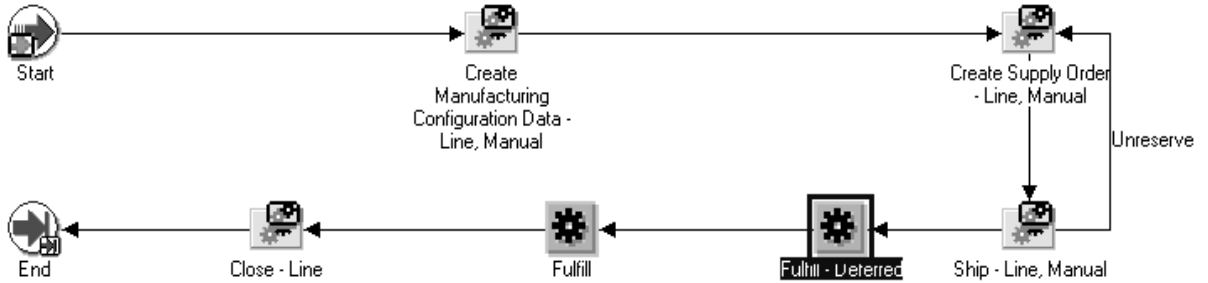 Start
Create
Manufacturing
Configuration Data -
Line, Manual
Create Supply Order
- Line, Manual
Unreserve
End
Close - Line
Fulfill
Fulfill - Deferred
Ship - Line, Manual